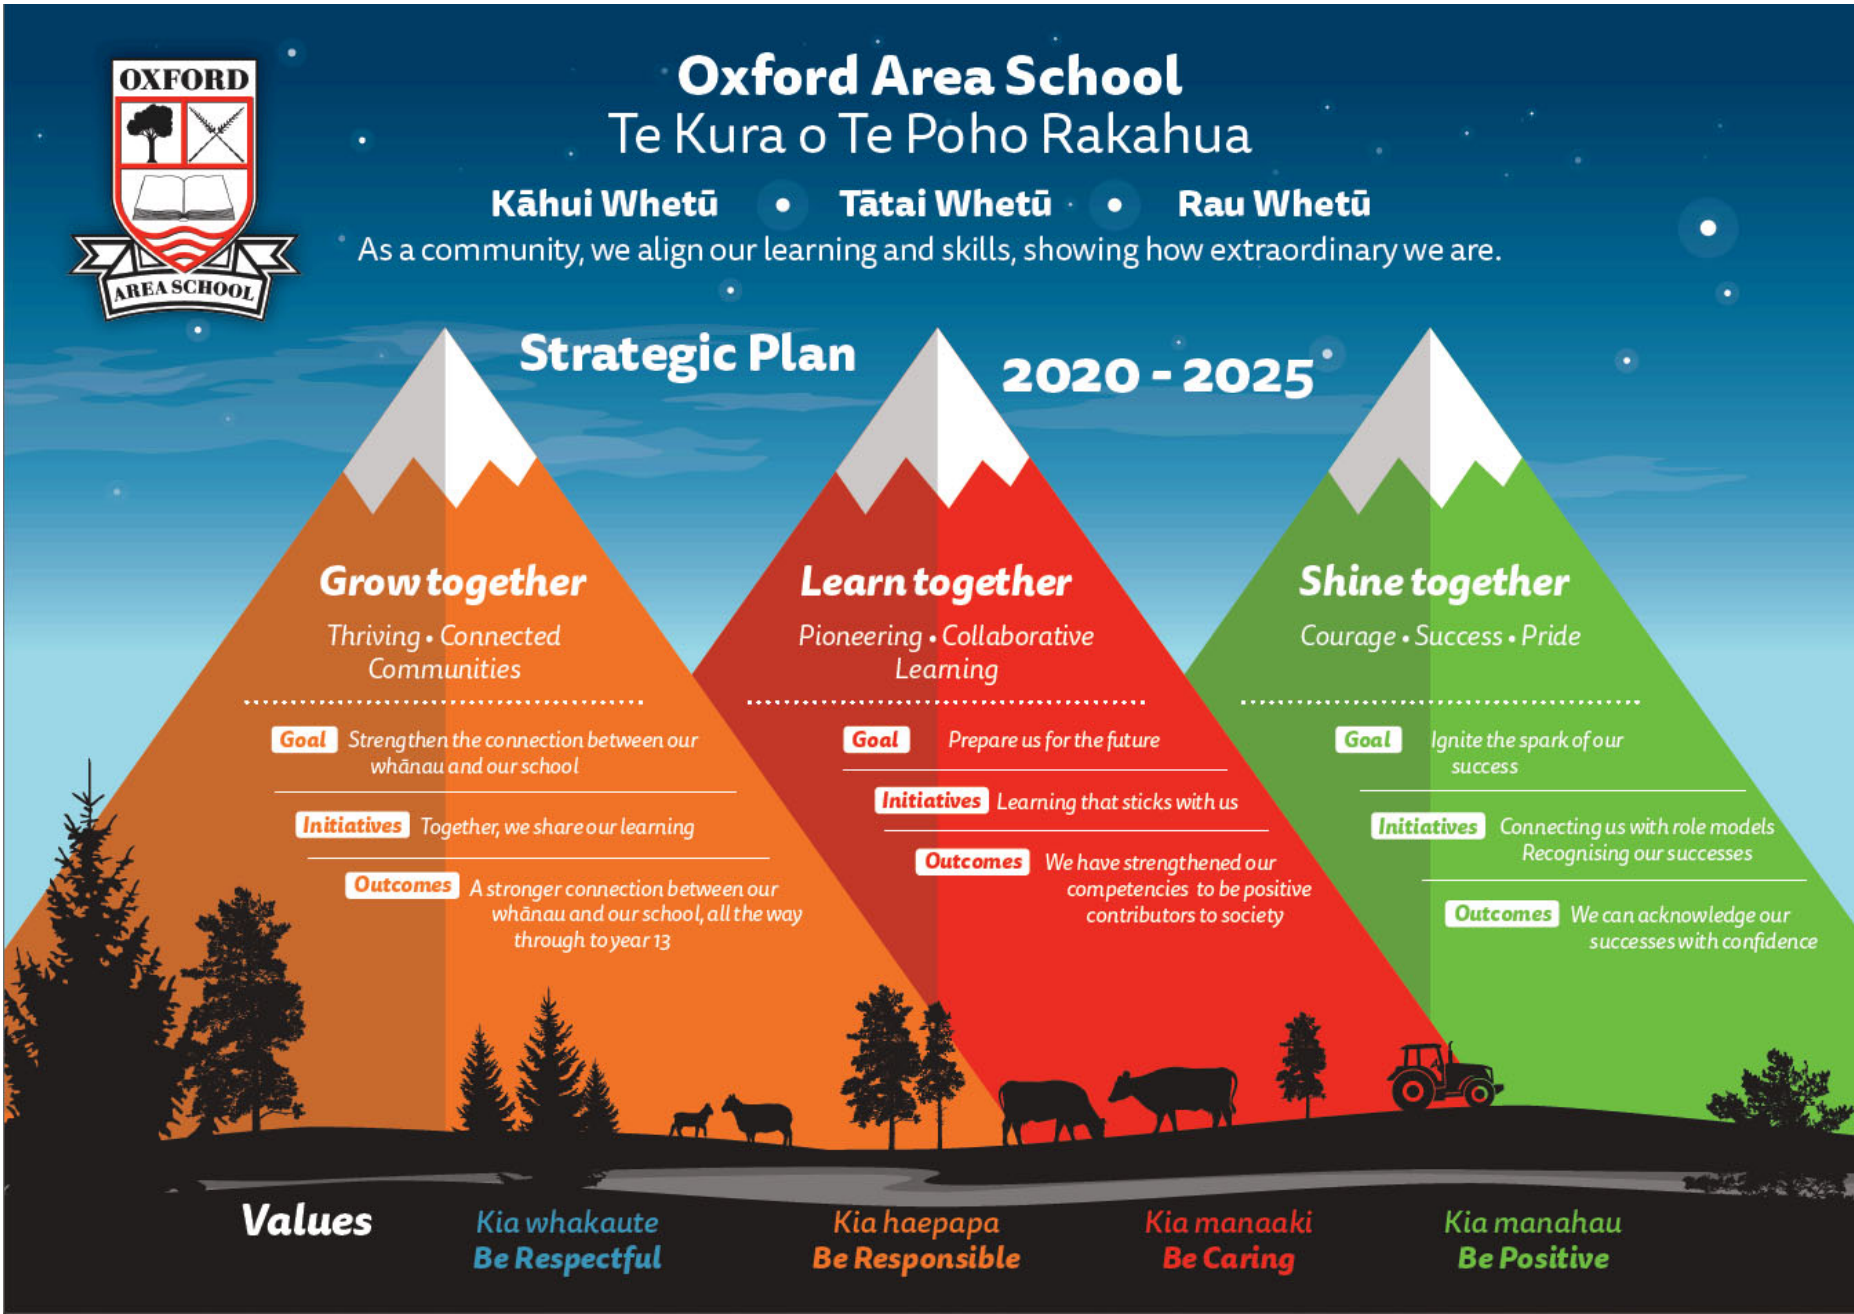 OXFORD
AREA SCHOOL
Oxford Area School
Te Kura o Te Poho Rakahua
Kāhui Whetū • Tātai Whetū • Rau Whetū
As a community, we align our learning and skills, showing how extraordinary we are.
Strategic Plan
2020 - 2025
Grow together
Thriving • Connected
Communities
Goal Strengthen the connection between our
whānau and our school
Initiatives Together, we share our learning
Outcomes A stronger connection between our
whānau and our school, all the way
through to year 13
Learn together
Pioneering • Collaborative
Learning
Goal Prepare us for the future
Initiatives Learning that sticks with us
Outcomes We have strengthened our
competencies to be positive
contributors to society
Shine together
Courage • Success • Pride
Goal Ignite the spark of our
success
Initiatives Connecting us with role models
Recognising our successes
Outcomes We can acknowledge our
successes with confidence
Values
Kia whakaute
Be Respectful
Kia haepapa
Be Responsible
Kia manaaki
Be Caring
Kia manahau
Be Positive